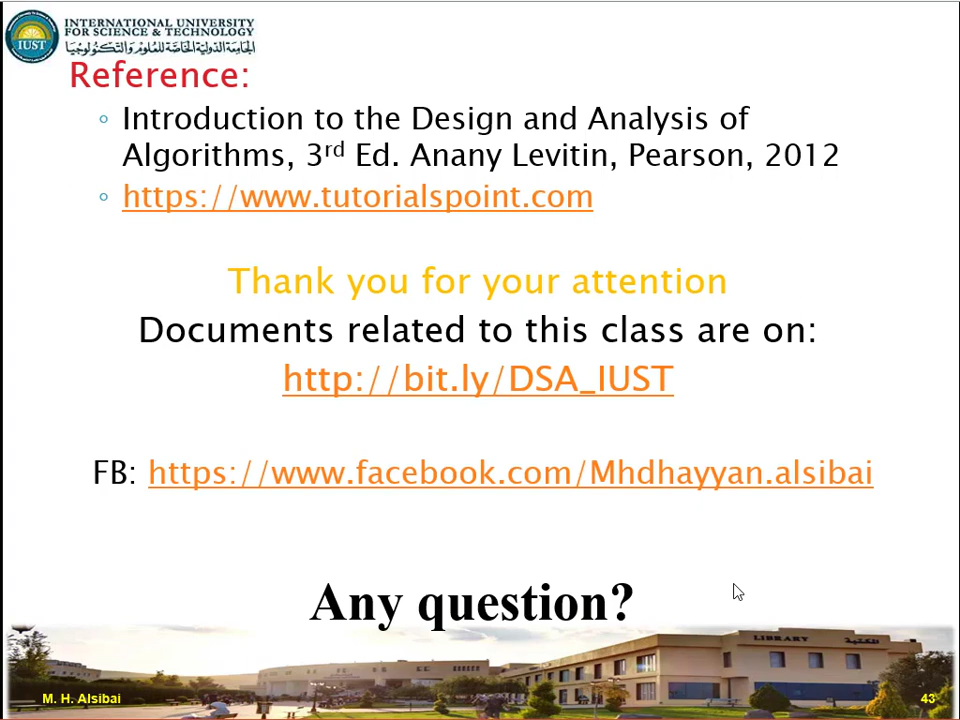 INTERNATIONAL UNIVERSITY
FOR SCIENCE & TECHNOLOGY
الجامعة الدولية الخاصة للعلوم والتكنولوجيا
IUST
Reference:
◦ Introduction to the Design and Analysis of
Algorithms, 3rd Ed. Anany Levitin, Pearson, 2012
◦ https://www.tutorialspoint.com
Thank you for your attention
Documents related to this class are on:
http://bit.ly/DSA_IUST
FB: https://www.facebook.com/Mhdhayyan.alsibai
Any question?
LIBRARY المكتبة
M. H. Alsibai
43